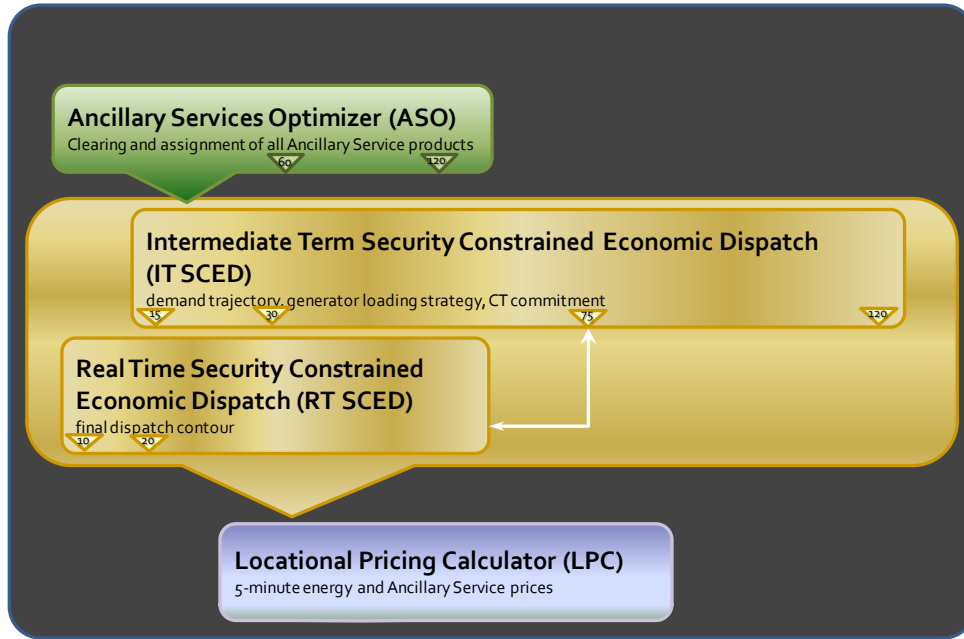 Ancillary Services Optimizer (ASO)
Clearing and assignment of all Ancillary Service products
60 120
Intermediate Term Security Constrained Economic Dispatch
(IT SCED)
demand trajectory, generator loading strategy, CT commitment
15 30 75 120
Real Time Security Constrained
Economic Dispatch (RT SCED)
final dispatch contour
10 20
Locational Pricing Calculator (LPC)
5-minute energy and Ancillary Service prices